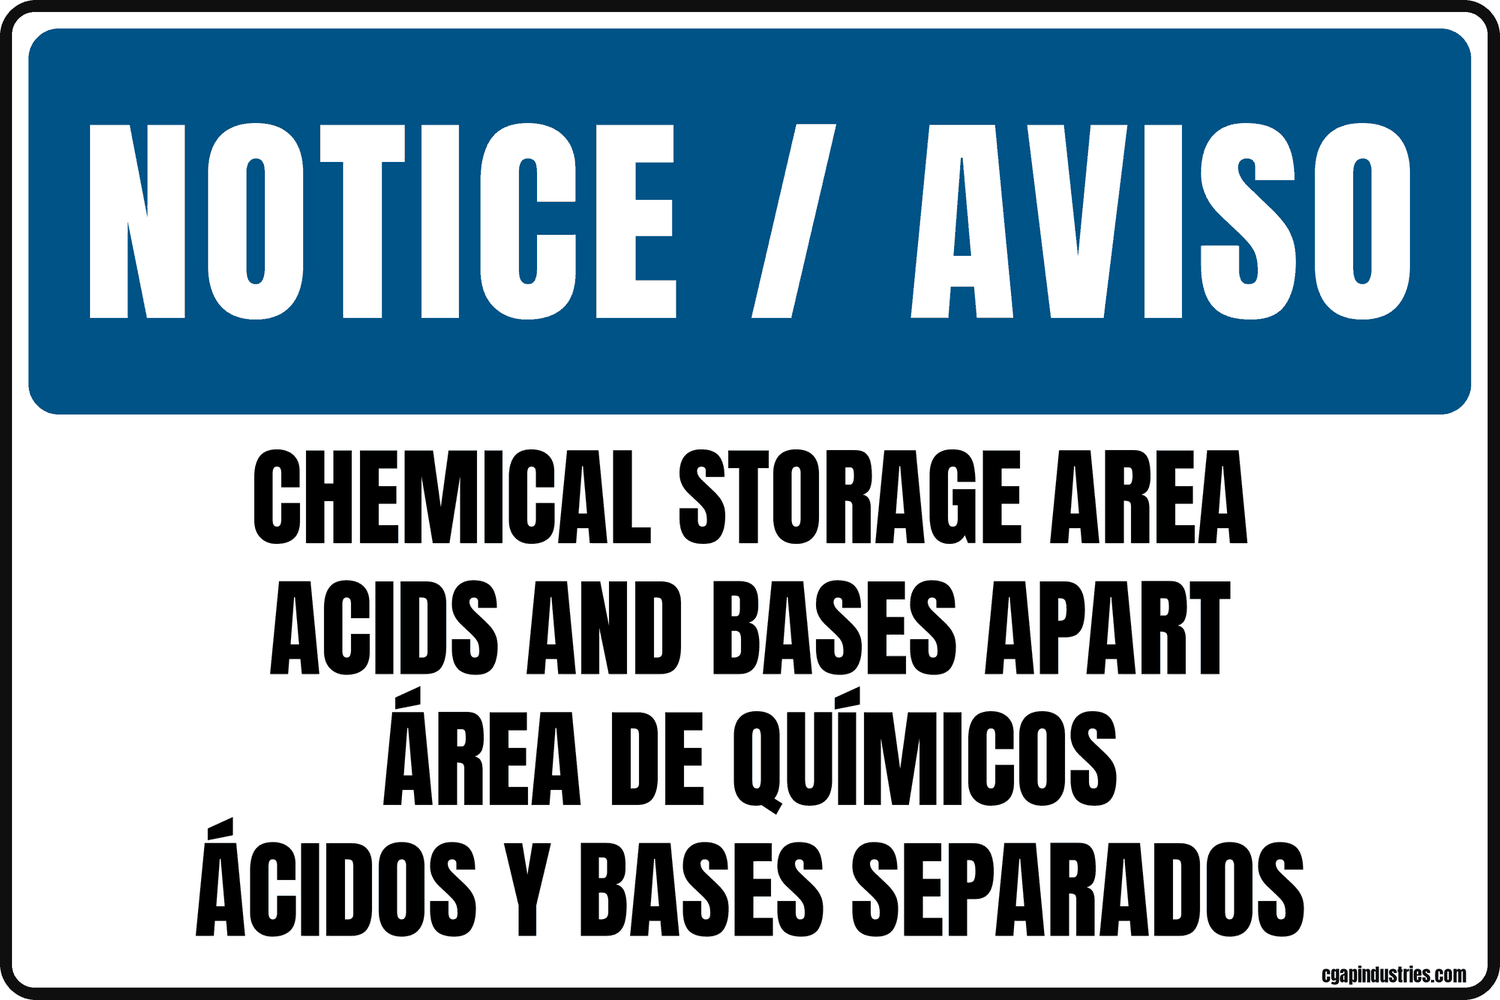 NOTICE / AVISO
CHEMICAL STORAGE AREA
ACIDS AND BASES APART
ÁREA DE QUÍMICOS
ÁCIDOS Y BASES SEPARADOS
cgapindustries.com